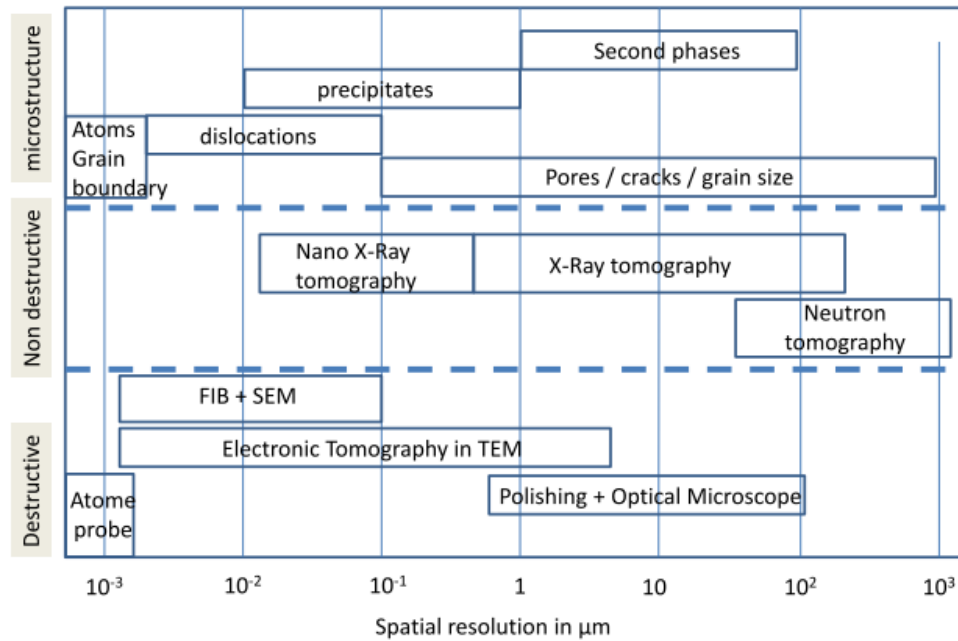 microstructure
Second phases
precipitates
Atoms
Grain
boundary
dislocations
Pores / cracks / grain size
Non destructive
Nano X-Ray
tomography
X-Ray tomography
Neutron
tomography
Destructive
FIB + SEM
Electronic Tomography in TEM
Atome
probe
Polishing + Optical Microscope
10⁻³ 10⁻² 10⁻¹ 1 10 10² 10³
Spatial resolution in µm